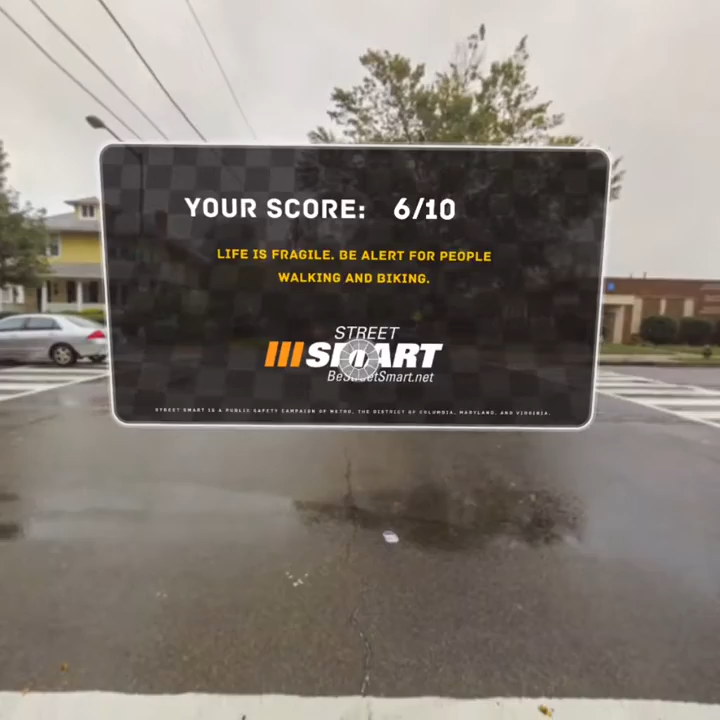 YOUR SCORE: 6/10
LIFE IS FRAGILE. BE ALERT FOR PEOPLE
WALKING AND BIKING.
STREET
SMART
BeStreetSmart.net
STREET SMART IS A PUBLIC SAFETY CAMPAIGN OF METRO, THE DISTRICT OF COLUMBIA, MARYLAND, AND VIRGINIA.